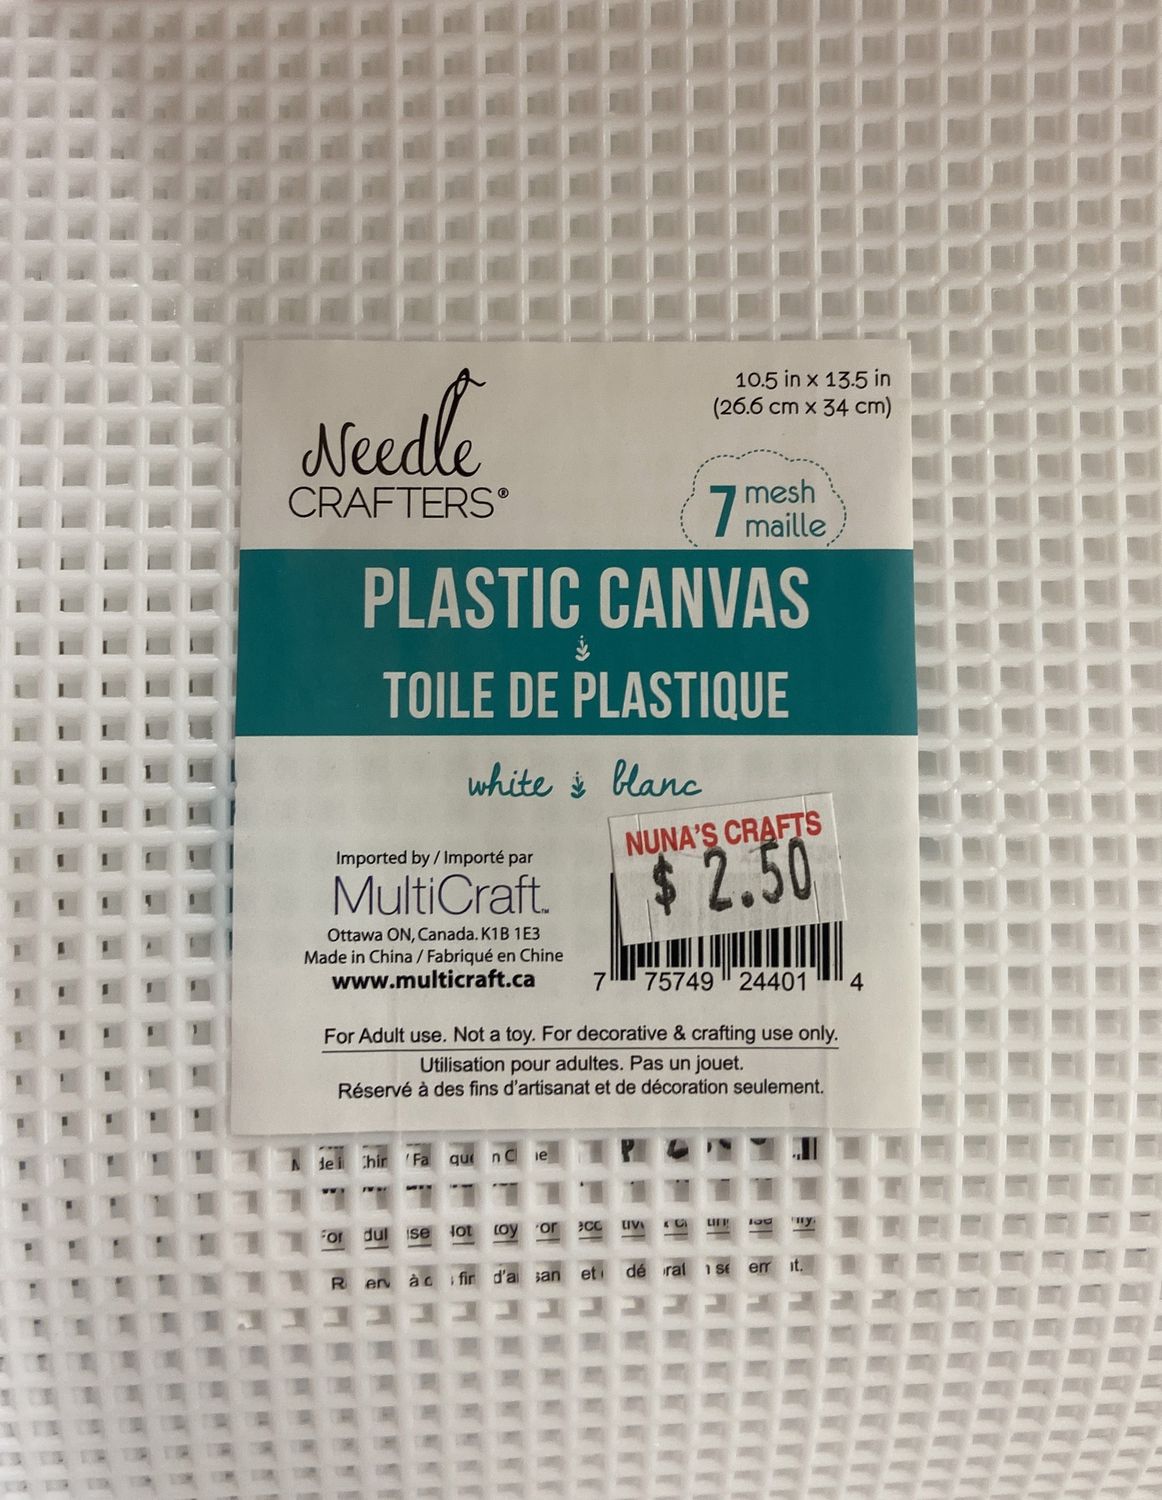 Needle
CRAFTERS®
10.5 in x 13.5 in
(26.6 cm x 34 cm)
7 mesh
maille
PLASTIC CANVAS
TOILE DE PLASTIQUE
white blanc
Imported by / Importé par
MultiCraft™
Ottawa ON, Canada. K1B 1E3
Made in China / Fabriqué en Chine
www.multicraft.ca
NUNA'S CRAFTS
$ 2.50
7 75749 24401 4
For Adult use. Not a toy. For decorative & crafting use only.
Utilisation pour adultes. Pas un jouet.
Réservé à des fins d'artisanat et de décoration seulement.